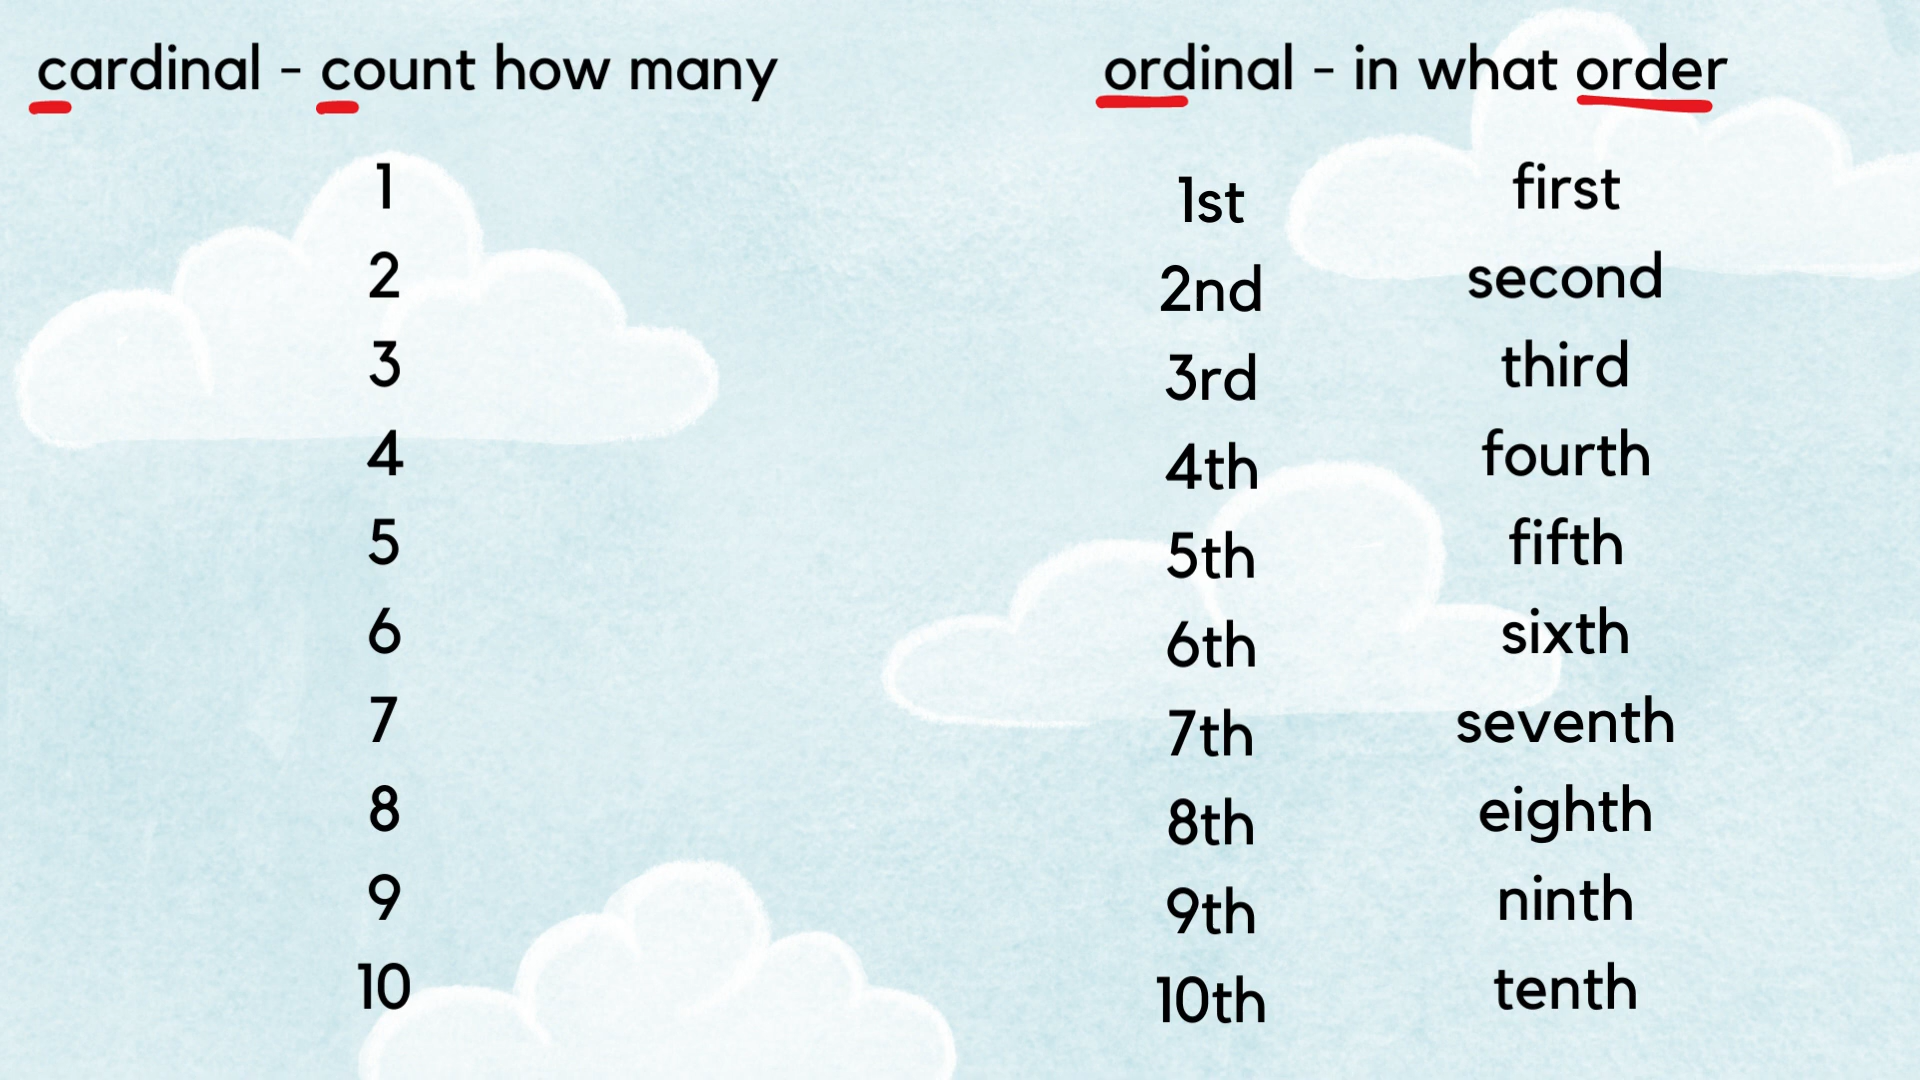 cardinal - count how many
1
2
3
4
5
6
7
8
9
10
ordinal - in what order
1st first
2nd second
3rd third
4th fourth
5th fifth
6th sixth
7th seventh
8th eighth
9th ninth
10th tenth